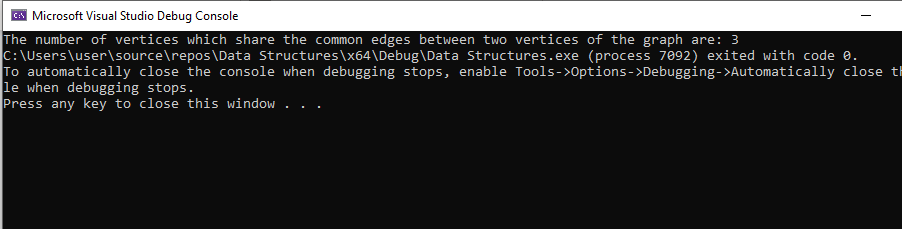 Microsoft Visual Studio Debug Console
The number of vertices which share the common edges between two vertices of the graph are: 3
C:\Users\user\source\repos\Data Structures\x64\Debug\Data Structures.exe (process 7092) exited with code 0.
To automatically close the console when debugging stops, enable Tools->Options->Debugging->Automatically close th
le when debugging stops.
Press any key to close this window . . .